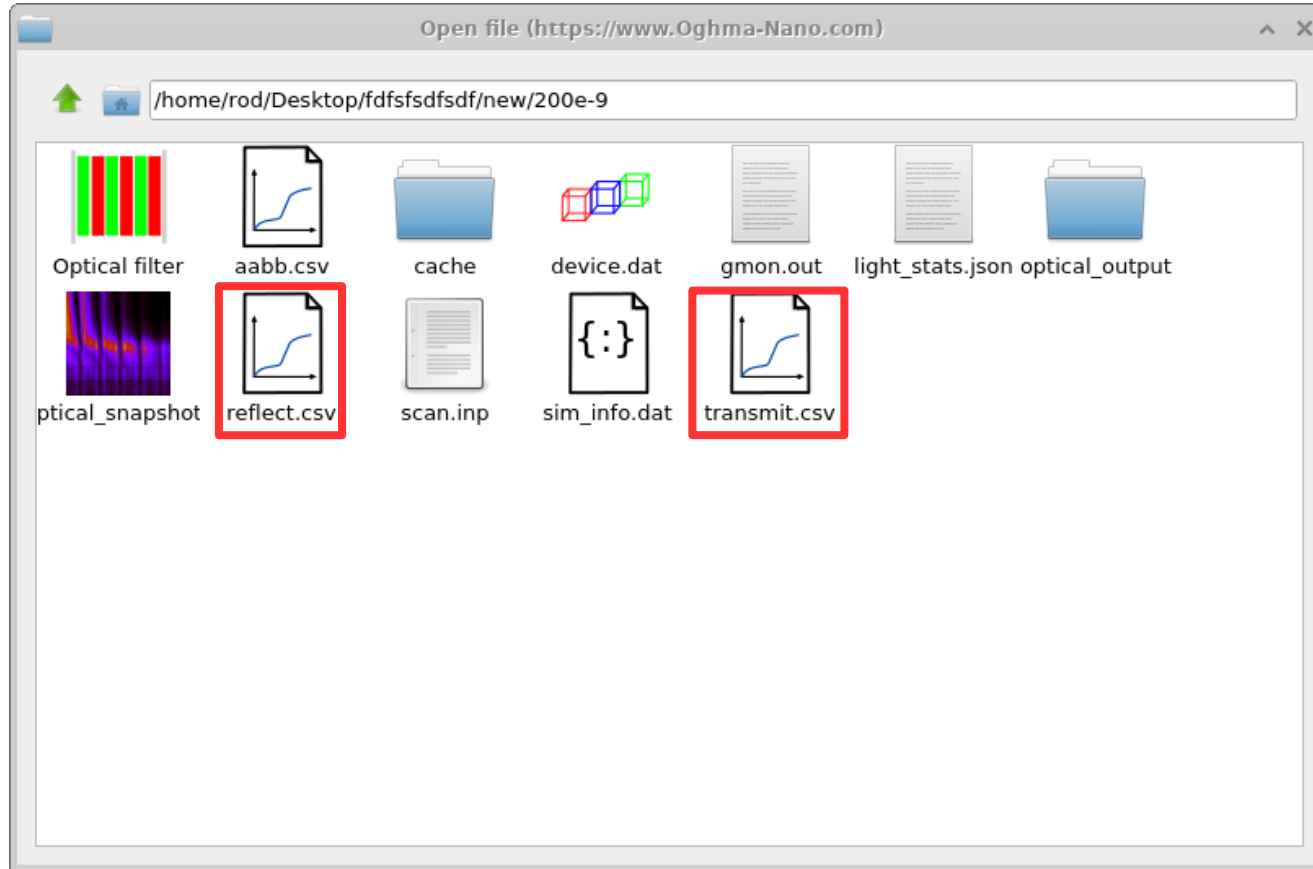 Open file (https://www.Oghma-Nano.com)
/home/rod/Desktop/fdfsfsdfsdf/new/200e-9
Optical filter aabb.csv cache device.dat gmon.out light_stats.json optical_output
ptical_snapshot reflect.csv scan.inp sim_info.dat transmit.csv